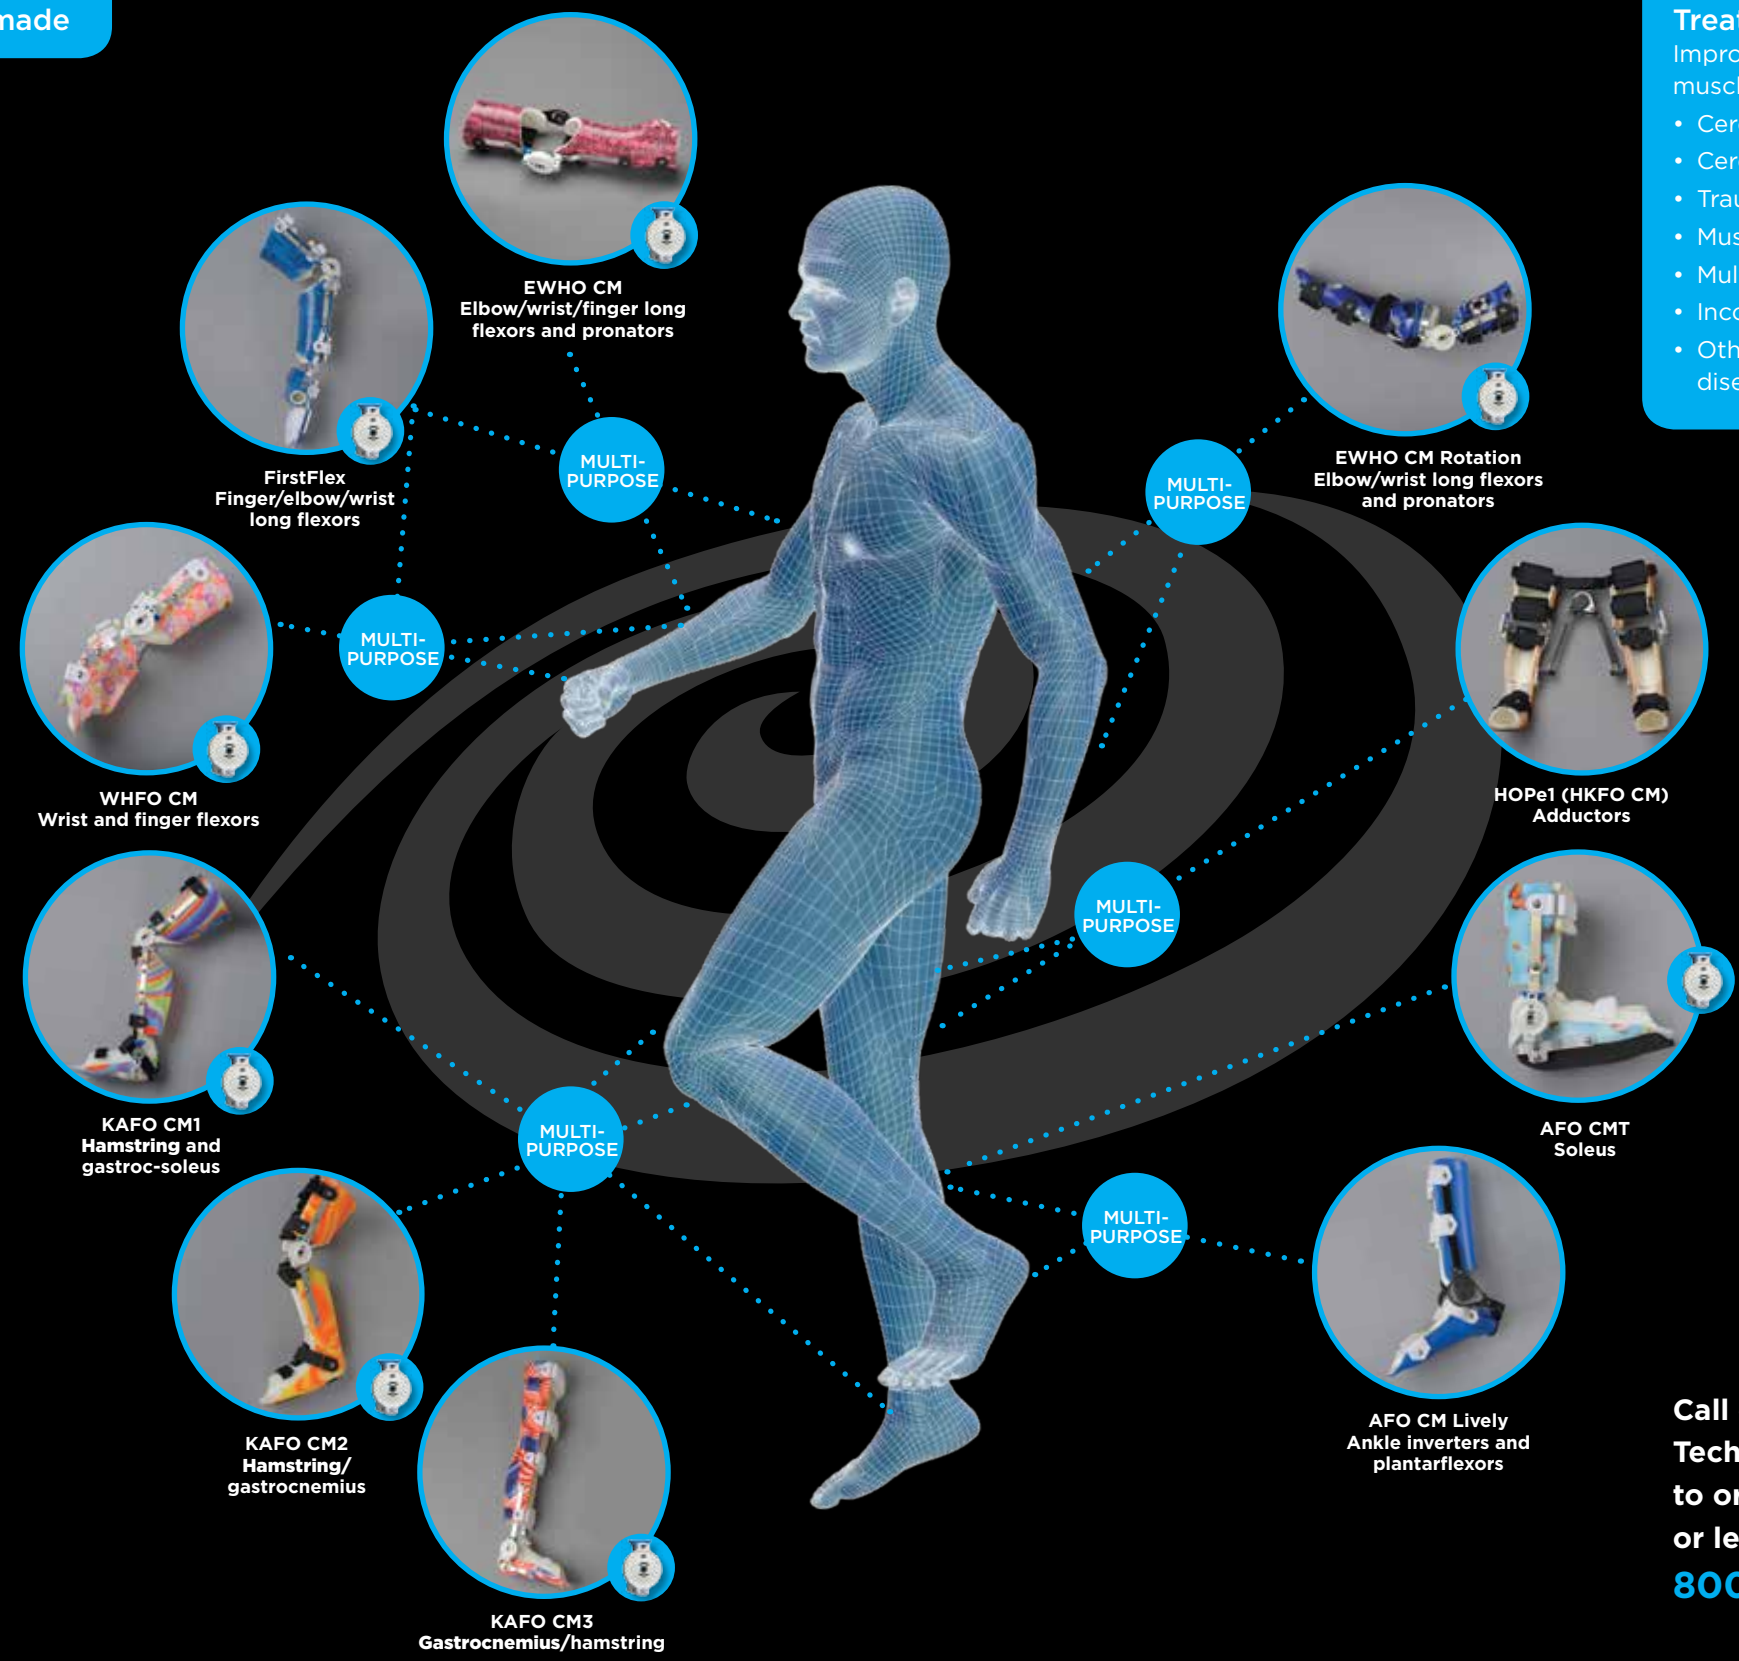 made
EWHO CM
Elbow/wrist/finger long
flexors and pronators
FirstFlex
Finger/elbow/wrist
long flexors
MULTI-
PURPOSE
MULTI-
PURPOSE
WHFO CM
Wrist and finger flexors
KAFO CM1
Hamstring and
gastroc-soleus
MULTI-
PURPOSE
KAFO CM2
Hamstring/
gastrocnemius
KAFO CM3
Gastrocnemius/hamstring
EWHO CM Rotation
Elbow/wrist long flexors
and pronators
MULTI-
PURPOSE
HOPe1 (HKFO CM)
Adductors
MULTI-
PURPOSE
AFO CMT
Soleus
MULTI-
PURPOSE
AFO CM Lively
Ankle inverters and
plantarflexors
Call
to
or
800